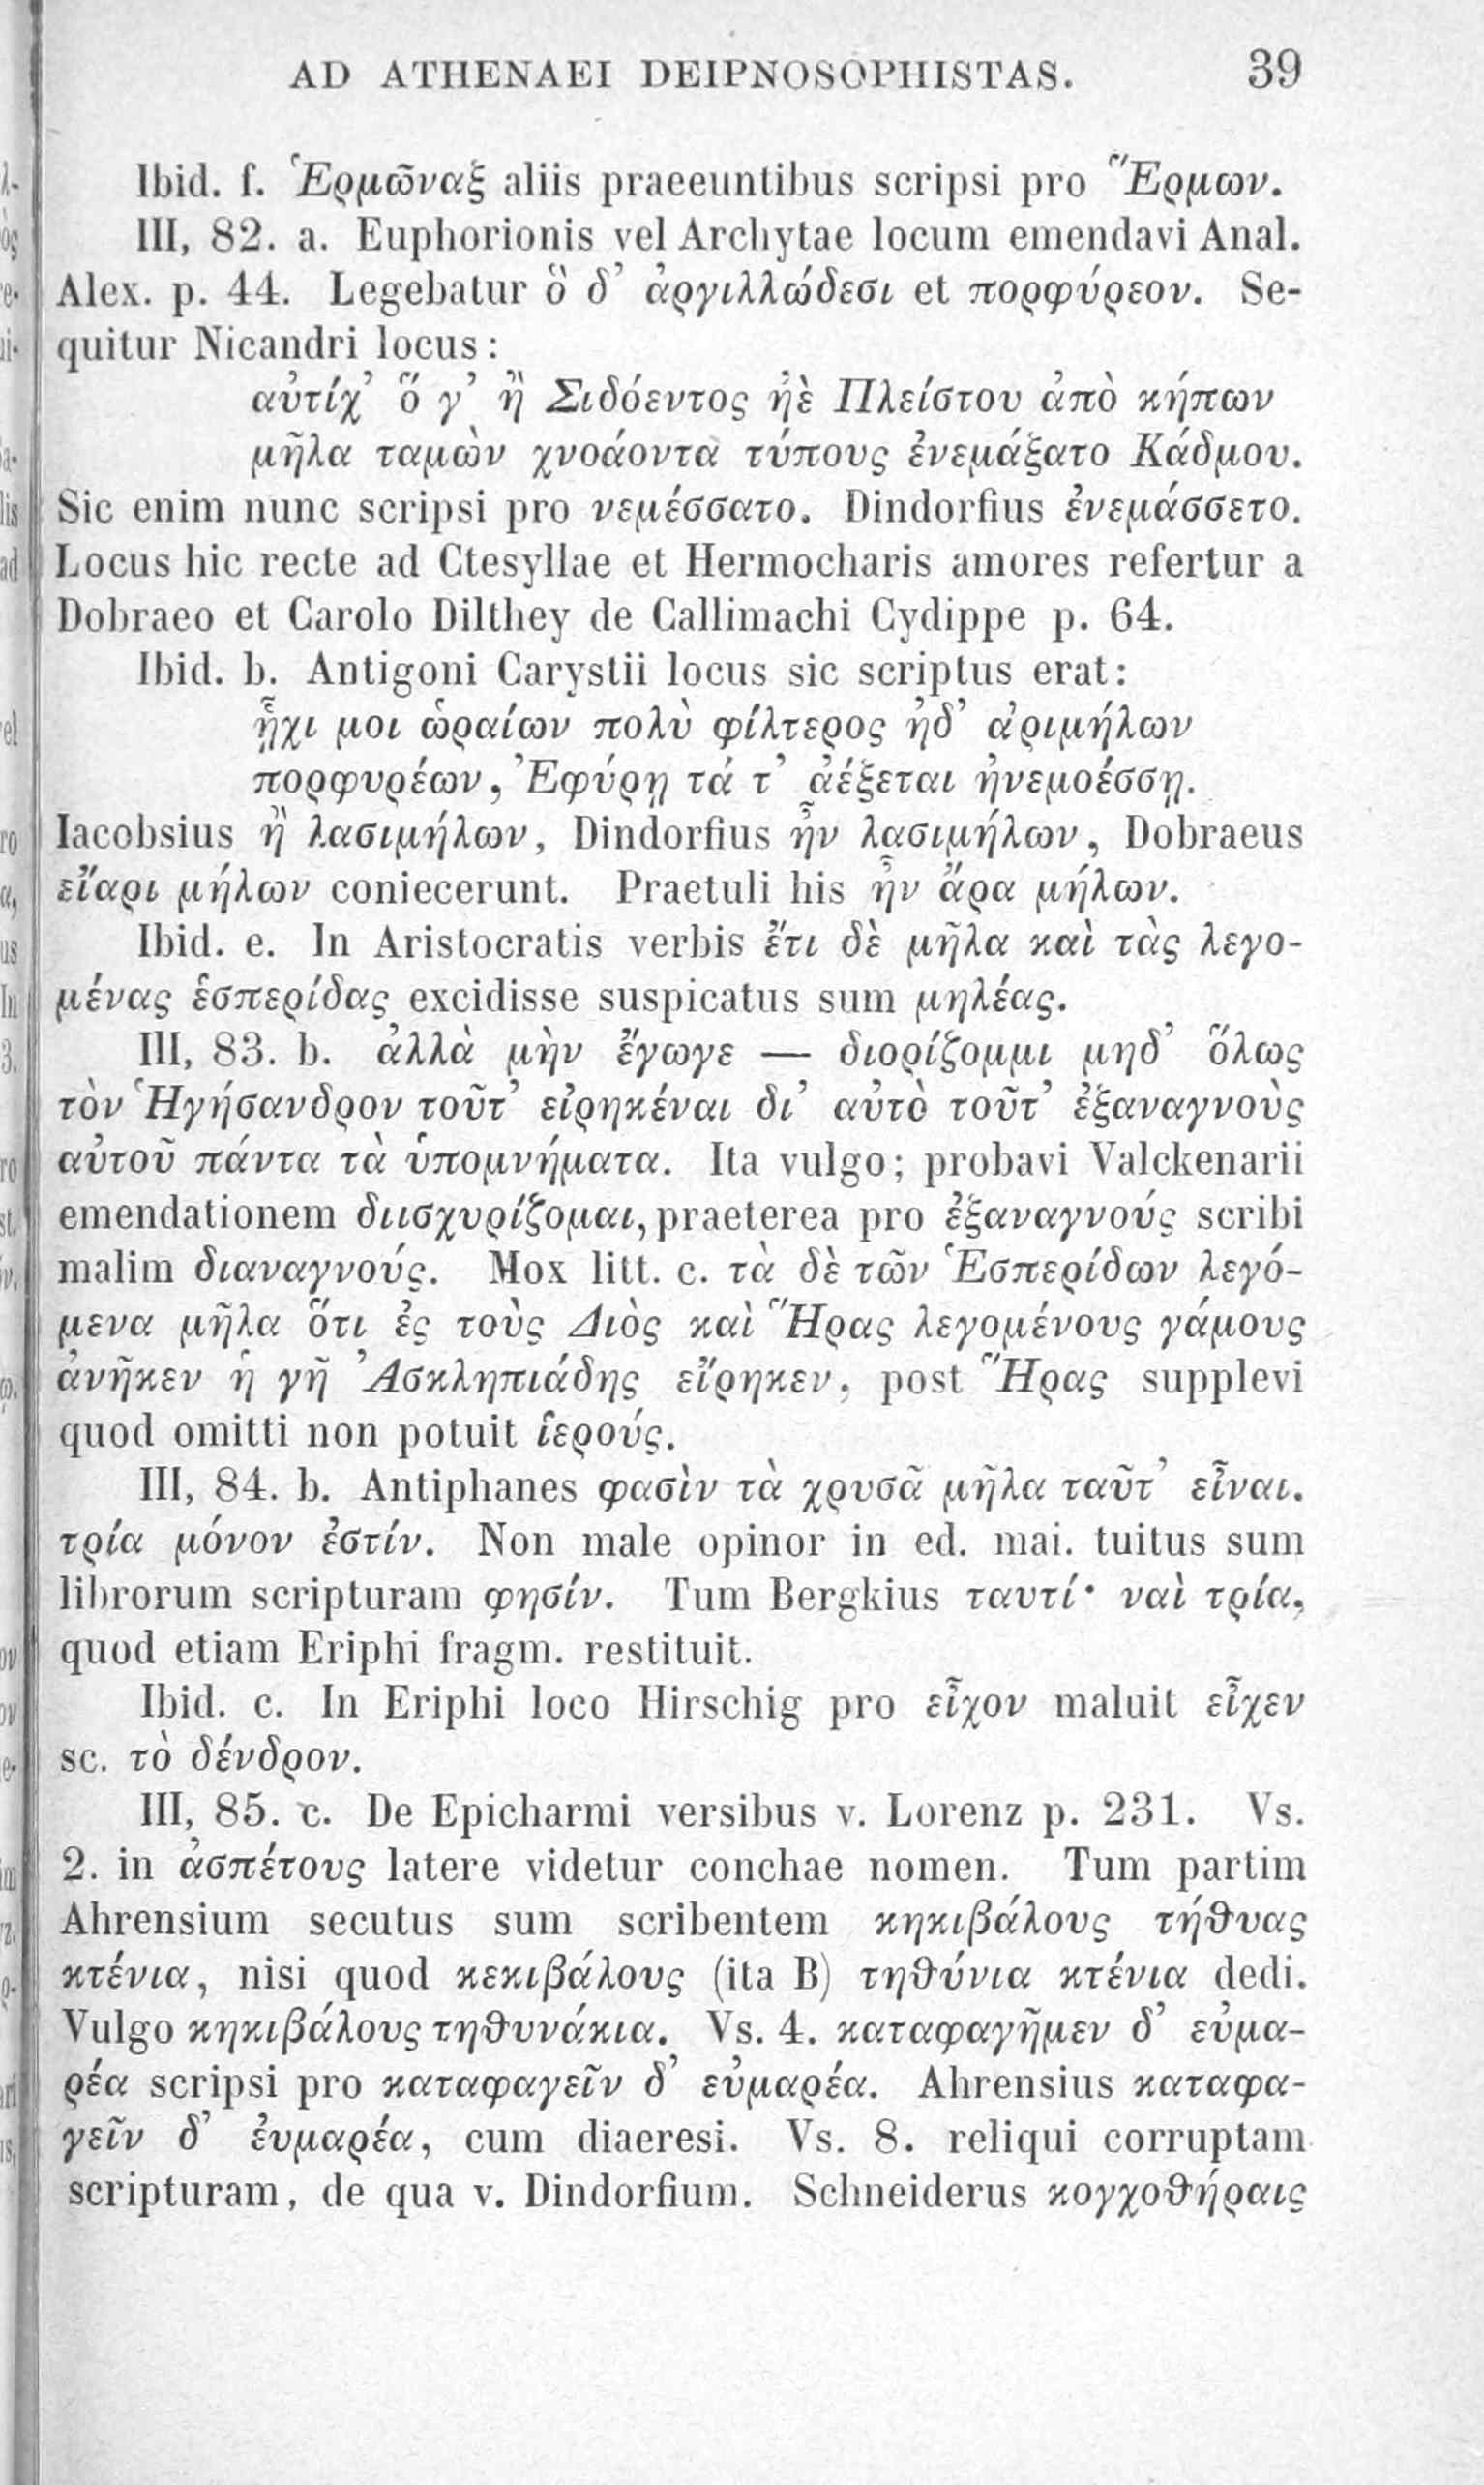 AD ATHENAEI DEIPNOSOPHISTAS. 39
Ibid. f. Ἑρμῶναξ aliis praeeuntibus scripsi pro Ἕρμων.
III, 82. a. Euphorionis vel Archytae locum emendavi Anal.
Alex. p. 44. Legebatur ὃ δ’ ἀργιλλώδεσι et πορφύρεον. Se-
quitur Nicandri locus:
αὐτίχ’ ὅ γ’ ἢ Σιδόεντος ἠὲ Πλείστου ἀπὸ κήπων
μῆλα ταμὼν χνοάοντα τύπους ἐνεμάξατο Κάδμου.
Sic enim nunc scripsi pro νεμέσσατο. Dindorfius ἐνεμάσσετο.
Locus hic recte ad Ctesyllae et Hermocharis amores refertur a
Dobraeo et Carolo Dilthey de Callimachi Cydippe p. 64.
Ibid. b. Antigoni Carystii locus sic scriptus erat:
ᾗχι μοι ὡραίων πολὺ φίλτερος ἠδ’ ἀριμήλων
πορφυρέων, Ἐφύρῃ τά τ’ ἀέξεται ἠνεμοέσσῃ.
Iacobsius ἢ λασιμήλων, Dindorfius ἦν λασιμήλων, Dobraeus
εἴαρι μήλων coniecerunt. Praetuli his ἦν ἄρα μήλων.
Ibid. e. In Aristocratis verbis ἔτι δὲ μῆλα καὶ τὰς λεγο-
μένας ἑσπερίδας excidisse suspicatus sum μηλέας.
III, 83. b. ἀλλὰ μὴν ἔγωγε — διορίζομμι μηδ’ ὅλως
τὸν Ἡγήσανδρον τοῦτ’ εἰρηκέναι δι’ αὐτὸ τοῦτ’ ἐξαναγνοὺς
αὐτοῦ πάντα τὰ ὑπομνήματα. Ita vulgo; probavi Valckenarii
emendationem διισχυρίζομαι, praeterea pro ἐξαναγνούς scribi
malim διαναγνούς. Mox litt. c. τὰ δὲ τῶν Ἑσπερίδων λεγό-
μενα μῆλα ὅτι ἐς τοὺς Διὸς καὶ Ἥρας λεγομένους γάμους
ἀνῆκεν ἡ γῆ Ἀσκληπιάδης εἴρηκεν, post Ἥρας supplevi
quod omitti non potuit ἱερούς.
III, 84. b. Antiphanes φασὶν τὰ χρυσᾶ μῆλα ταῦτ’ εἶναι.
τρία μόνον ἐστίν. Non male opinor in ed. mai. tuitus sum
librorum scripturam φησίν. Tum Bergkius ταυτί· ναὶ τρία,
quod etiam Eriphi fragm. restituit.
Ibid. c. In Eriphi loco Hirschig pro εἶχον maluit εἶχεν
sc. τὸ δένδρον.
III, 85. c. De Epicharmi versibus v. Lorenz p. 231. Vs.
2. in ἀσπέτους latere videtur conchae nomen. Tum partim
Ahrensium secutus sum scribentem κηκιβάλους τήθυας
κτένια, nisi quod κεκιβάλους (ita B) τηθύνια κτένια dedi.
Vulgo κηκιβάλους τηθυνάκια. Vs. 4. καταφαγῆμεν δ’ εὐμα-
ρέα scripsi pro καταφαγεῖν δ’ εὐμαρέα. Ahrensius καταφα-
γεῖν δ’ ἐυμαρέα, cum diaeresi. Vs. 8. reliqui corruptam
scripturam, de qua v. Dindorfium. Schneiderus κογχοθήραις